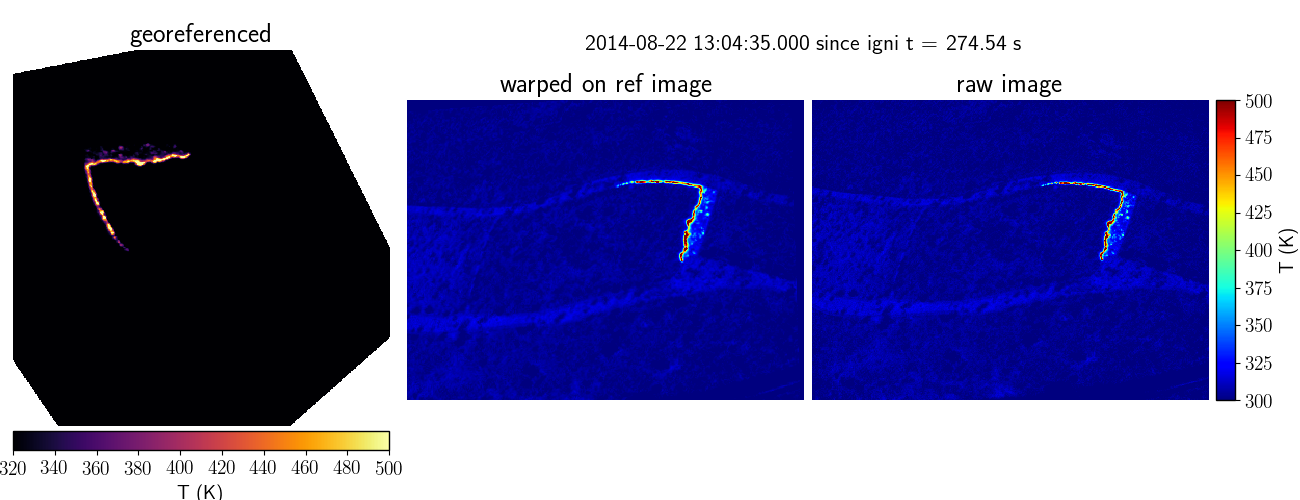 georeferenced
2014-08-22 13:04:35.000 since igni t = 274.54 s
warped on ref image
raw image
500
475
450
425
400
375
350
325
300
T (K)
320 340 360 380 400 420 440 460 480 500
T (K)